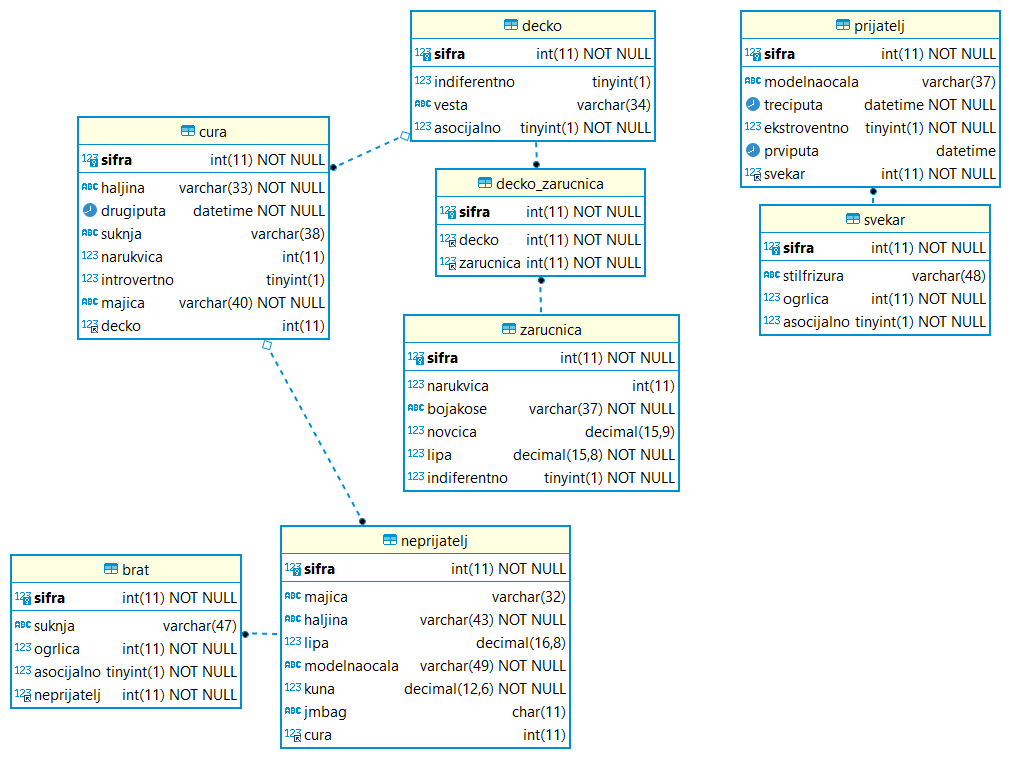 decko
sifra int(11) NOT NULL
indiferentno tinyint(1)
vesta varchar(34)
asocijalno tinyint(1) NOT NULL
prijatelj
sifra int(11) NOT NULL
modelnaocala varchar(37)
treciputa datetime NOT NULL
ekstroventno tinyint(1) NOT NULL
prviputa datetime
svekar int(11) NOT NULL
cura
sifra int(11) NOT NULL
haljina varchar(33) NOT NULL
drugiputa datetime NOT NULL
suknja varchar(38)
narukvica int(11)
introvertno tinyint(1)
majica varchar(40) NOT NULL
decko int(11)
decko_zarucnica
sifra int(11) NOT NULL
decko int(11) NOT NULL
zarucnica int(11) NOT NULL
svekar
sifra int(11) NOT NULL
stilfrizura varchar(48)
ogrlica int(11) NOT NULL
asocijalno tinyint(1) NOT NULL
zarucnica
sifra int(11) NOT NULL
narukvica int(11)
bojakose varchar(37) NOT NULL
novcica decimal(15,9)
lipa decimal(15,8) NOT NULL
indiferentno tinyint(1) NOT NULL
neprijatelj
sifra int(11) NOT NULL
majica varchar(32)
haljina varchar(43) NOT NULL
lipa decimal(16,8)
modelnaocala varchar(49) NOT NULL
kuna decimal(12,6) NOT NULL
jmbag char(11)
cura int(11)
brat
sifra int(11) NOT NULL
suknja varchar(47)
ogrlica int(11) NOT NULL
asocijalno tinyint(1) NOT NULL
neprijatelj int(11) NOT NULL